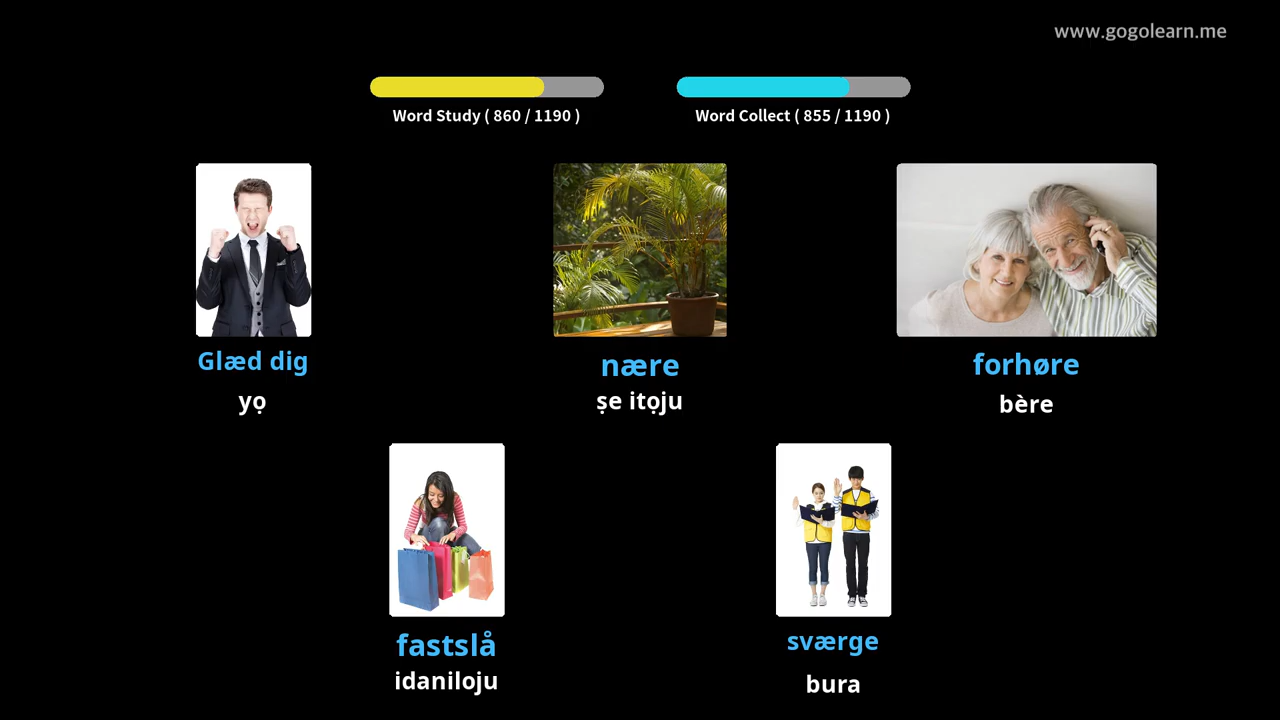 www.gogolearn.me
Word Study ( 860 / 1190 )
Word Collect ( 855 / 1190 )
Glæd dig
yọ
nære
ṣe itọju
forhøre
bère
fastslå
idaniloju
sværge
bura